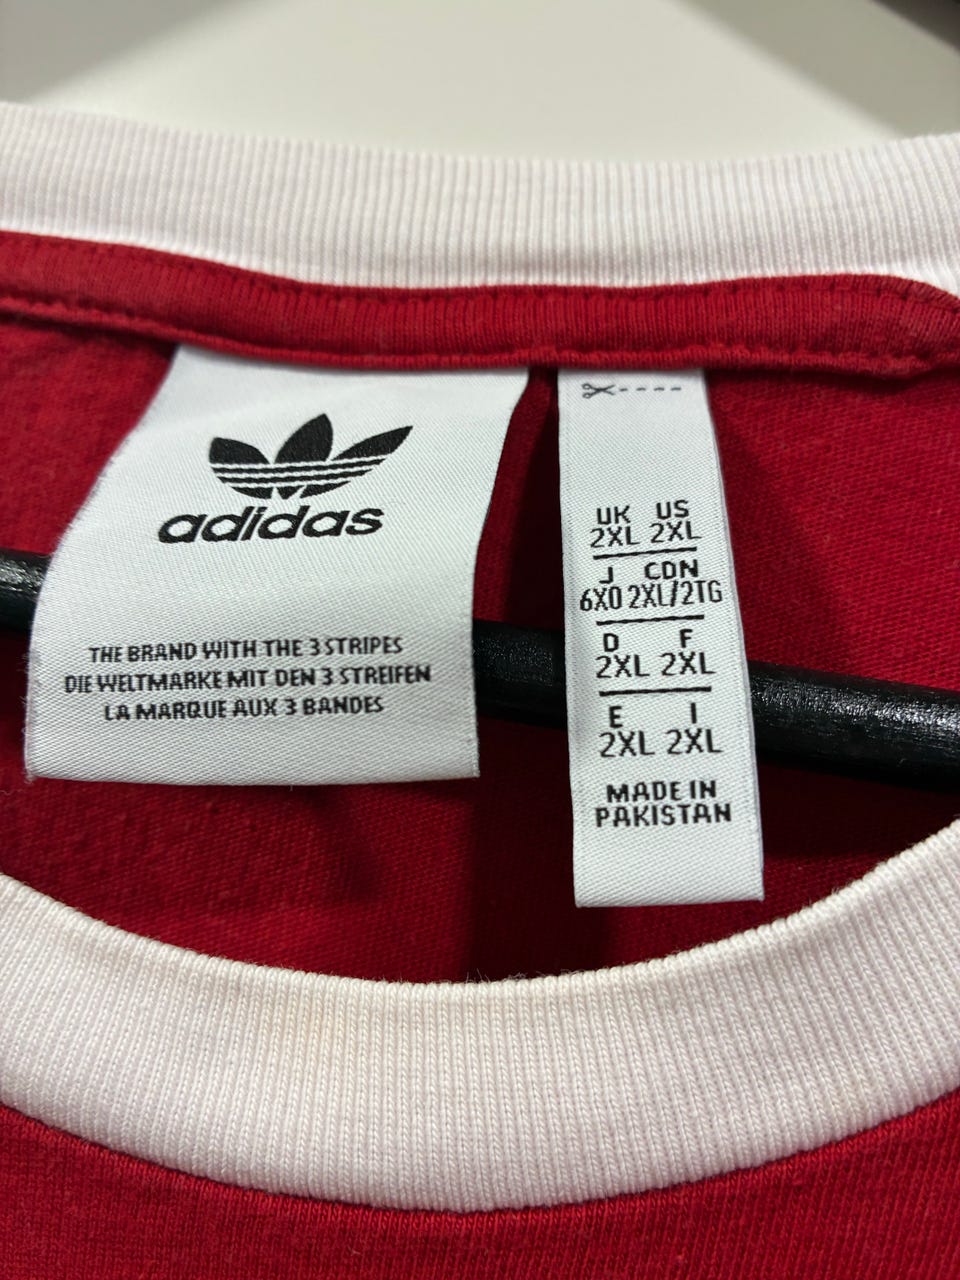 adidas
THE BRAND WITH THE 3 STRIPES
DIE WELTMARKE MIT DEN 3 STREIFEN
LA MARQUE AUX 3 BANDES
UK US
2XL 2XL
J CDN
6XO 2XL/2TG
D F
2XL 2XL
E I
2XL 2XL
MADE IN
PAKISTAN